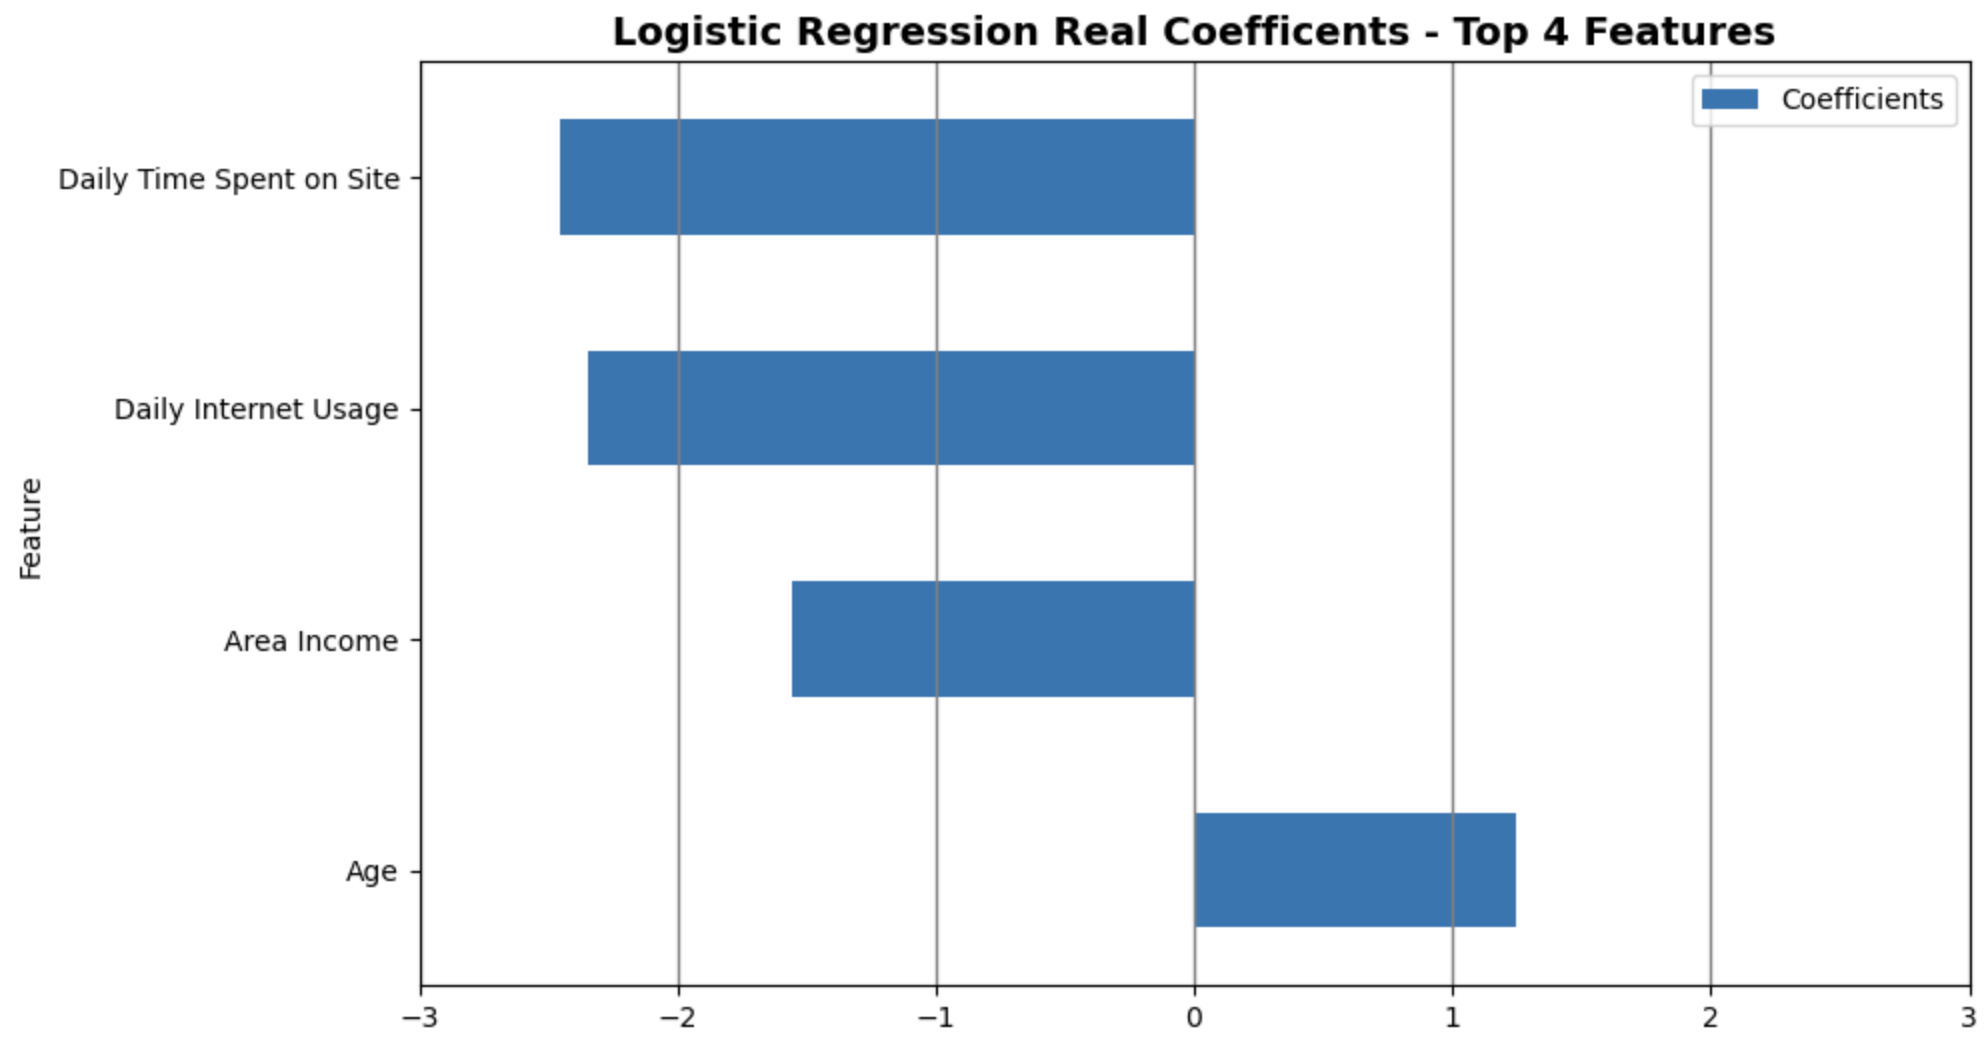 Logistic Regression Real Coefficents - Top 4 Features
Coefficients
Daily Time Spent on Site
Daily Internet Usage
Area Income
Age
Feature
−3 −2 −1 0 1 2 3